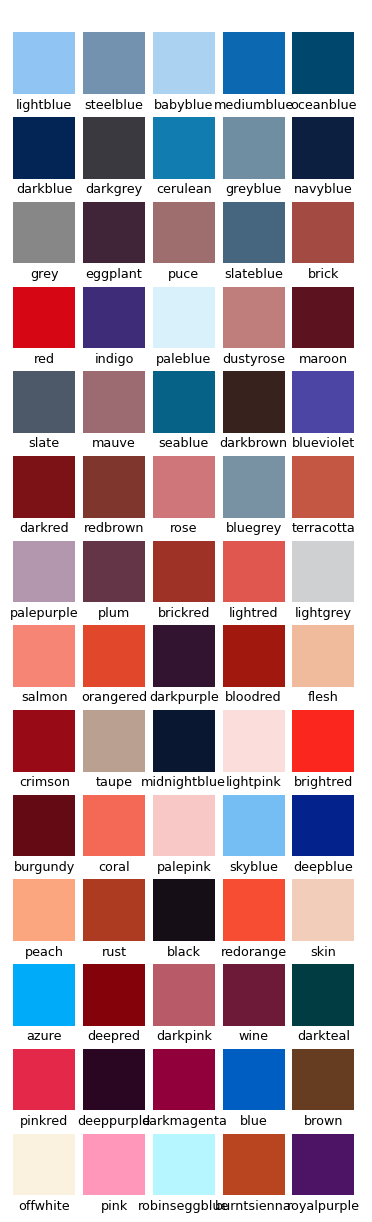 lightblue steelblue babyblue mediumblue oceanblue
darkblue darkgrey cerulean greyblue navyblue
grey eggplant puce slateblue brick
red indigo paleblue dustyrose maroon
slate mauve seablue darkbrown blueviolet
darkred redbrown rose bluegrey terracotta
palepurple plum brickred lightred lightgrey
salmon orangered darkpurple bloodred flesh
crimson taupe midnightblue lightpink brightred
burgundy coral palepink skyblue deepblue
peach rust black redorange skin
azure deepred darkpink wine darkteal
pinkred deeppurple darkmagenta blue brown
offwhite pink robinseggblue burntsienna royalpurple